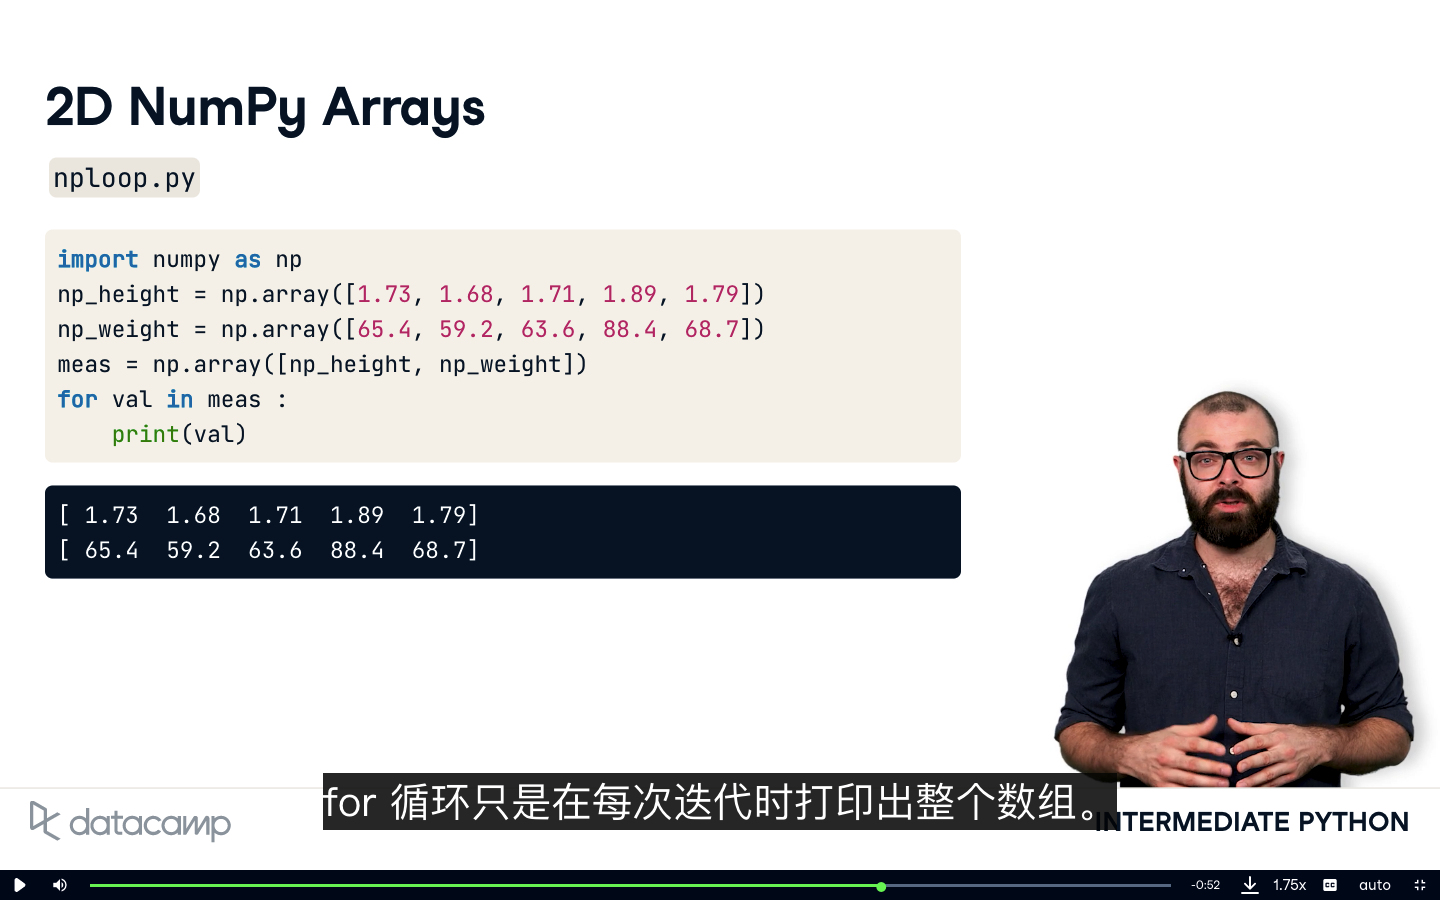 2D NumPy Arrays
nploop.py
import numpy as np
np_height = np.array([1.73, 1.68, 1.71, 1.89, 1.79])
np_weight = np.array([65.4, 59.2, 63.6, 88.4, 68.7])
meas = np.array([np_height, np_weight])
for val in meas :
    print(val)
[ 1.73  1.68  1.71  1.89  1.79]
[ 65.4  59.2  63.6  88.4  68.7]
for 循环只是在每次迭代时打印出整个数组。
datacamp
INTERMEDIATE PYTHON
-0:52
1.75x
CC
auto